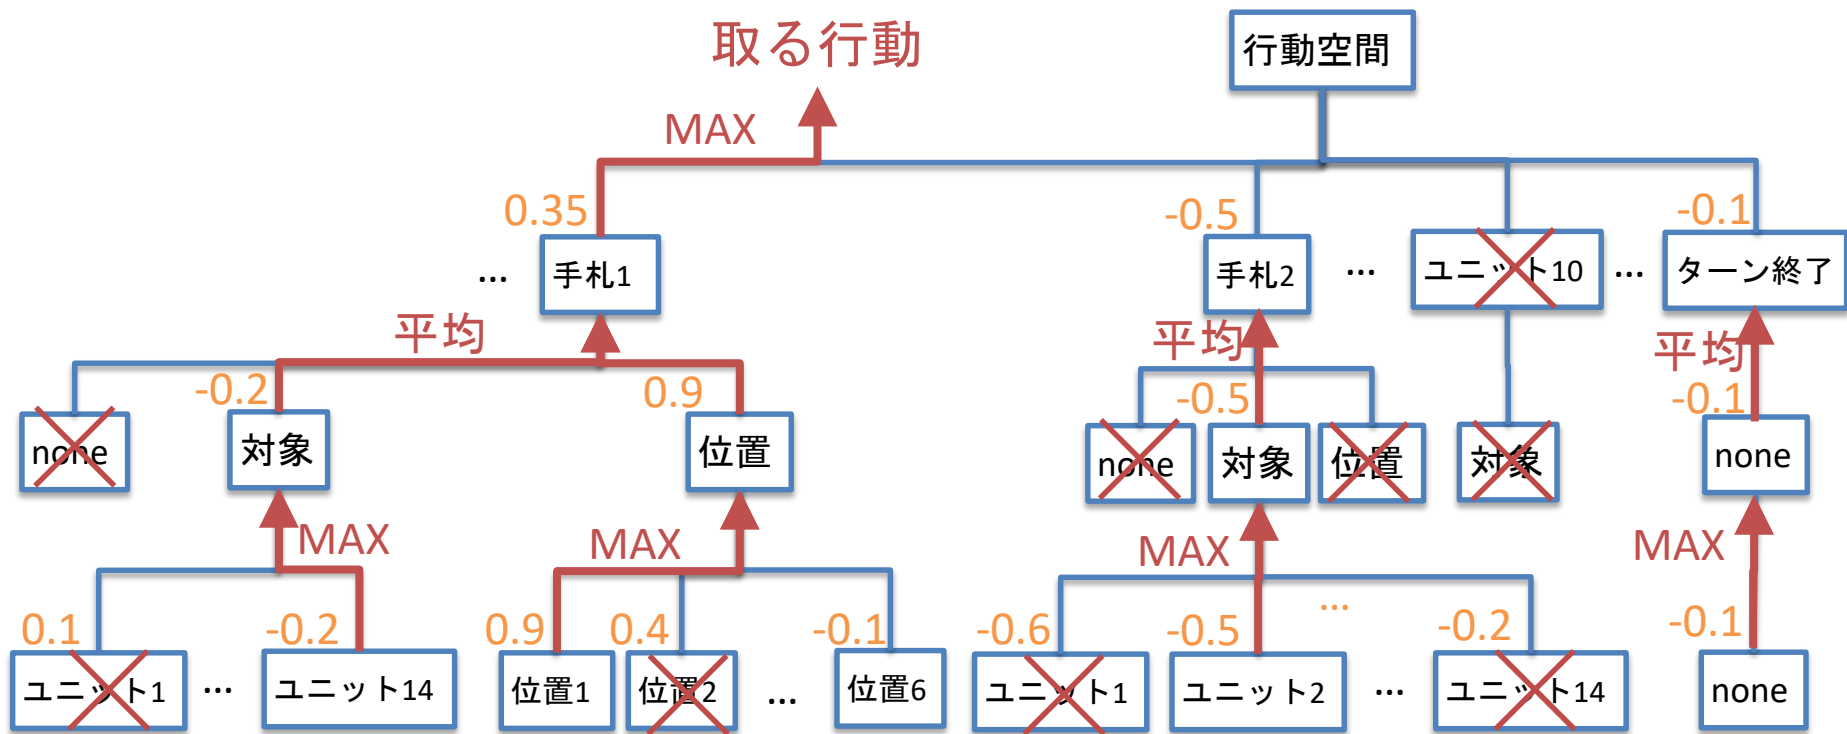 取る行動
行動空間
MAX
0.35
-0.5
-0.1
...
手札1
手札2
...
ユニット10
...
ターン終了
平均
平均
平均
-0.2
0.9
-0.5
-0.1
none
対象
位置
none
対象
位置
対象
none
MAX
MAX
MAX
MAX
0.1
-0.2
0.9
0.4
-0.1
-0.6
-0.5
...
-0.2
-0.1
ユニット1
...
ユニット14
位置1
位置2
...
位置6
ユニット1
ユニット2
...
ユニット14
none